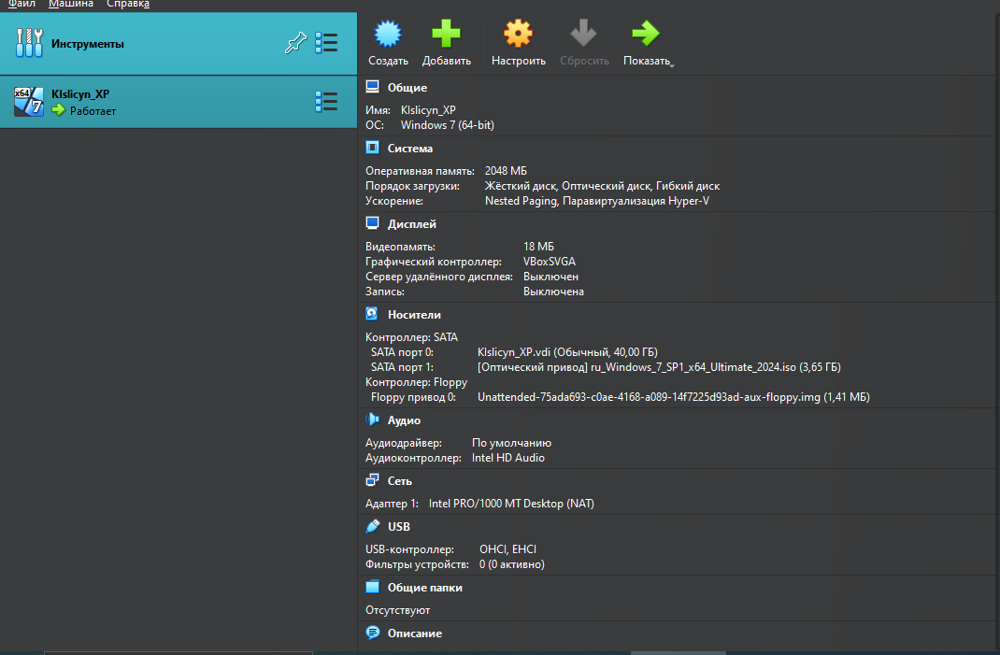 Файл Машина Справка
Инструменты
Создать Добавить Настроить Сбросить Показать
x64 7
Klslicyn_XP
Работает
Общие
Имя: Klslicyn_XP
ОС: Windows 7 (64-bit)
Система
Оперативная память: 2048 МБ
Порядок загрузки: Жёсткий диск, Оптический диск, Гибкий диск
Ускорение: Nested Paging, Паравиртуализация Hyper-V
Дисплей
Видеопамять: 18 МБ
Графический контроллер: VBoxSVGA
Сервер удалённого дисплея: Выключен
Запись: Выключена
Носители
Контроллер: SATA
SATA порт 0: Klslicyn_XP.vdi (Обычный, 40,00 ГБ)
SATA порт 1: [Оптический привод] ru_Windows_7_SP1_x64_Ultimate_2024.iso (3,65 ГБ)
Контроллер: Floppy
Floppy привод 0: Unattended-75ada693-c0ae-4168-a089-14f7225d93ad-aux-floppy.img (1,41 МБ)
Аудио
Аудиодрайвер: По умолчанию
Аудиоконтроллер: Intel HD Audio
Сеть
Адаптер 1: Intel PRO/1000 MT Desktop (NAT)
USB
USB-контроллер: OHCI, EHCI
Фильтры устройств: 0 (0 активно)
Общие папки
Отсутствуют
Описание